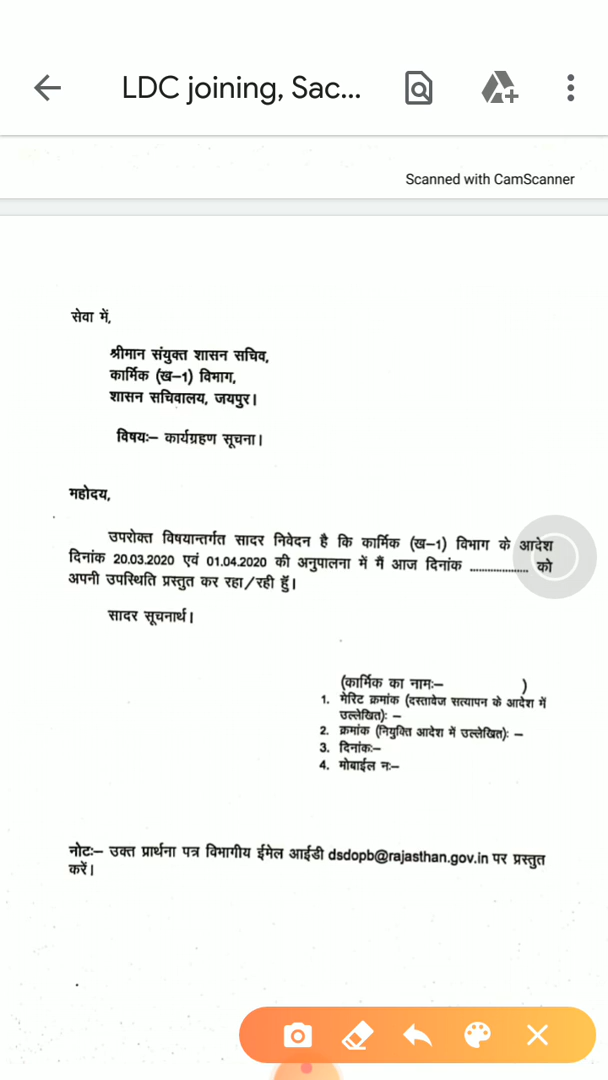 LDC joining, Sac...
Scanned with CamScanner
सेवा में,
श्रीमान संयुक्त शासन सचिव,
कार्मिक (ख–1) विभाग,
शासन सचिवालय, जयपुर।
विषयः– कार्यग्रहण सूचना।
महोदय,
उपरोक्त विषयान्तर्गत सादर निवेदन है कि कार्मिक (ख–1) विभाग के आदेश
दिनांक 20.03.2020 एवं 01.04.2020 की अनुपालना में मैं आज दिनांक .................... को
अपनी उपस्थिति प्रस्तुत कर रहा/रही हूँ।
सादर सूचनार्थ।
(कार्मिक का नामः– )
1. मेरिट क्रमांक (दस्तावेज सत्यापन के आदेश में
उल्लेखित): –
2. क्रमांक (नियुक्ति आदेश में उल्लेखित): –
3. दिनांकः–
4. मोबाईल नः–
नोटः– उक्त प्रार्थना पत्र विभागीय ईमेल आईडी dsdopb@rajasthan.gov.in पर प्रस्तुत
करें।